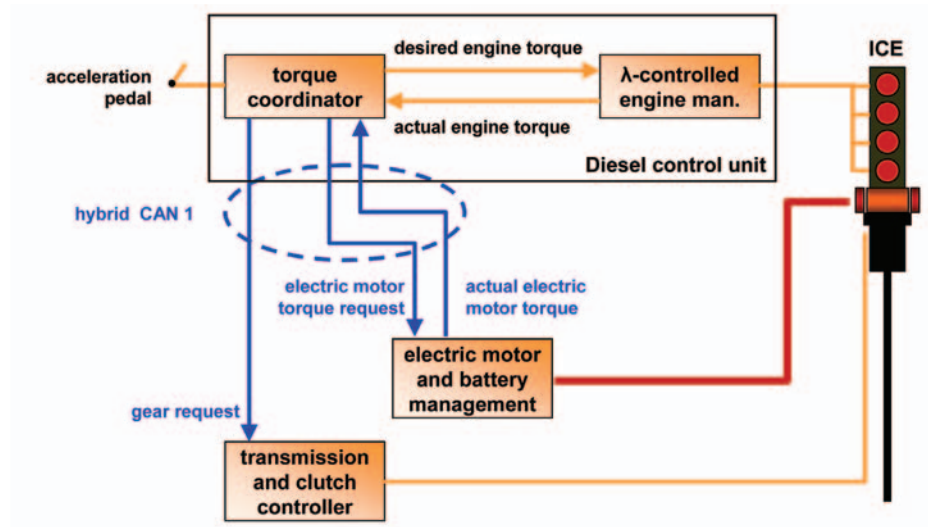 ICE
desired engine torque
acceleration
pedal
torque
coordinator
λ-controlled
engine man.
actual engine torque
Diesel control unit
hybrid CAN 1
electric motor
torque request
actual electric
motor torque
electric motor
and battery
management
gear request
transmission
and clutch
controller